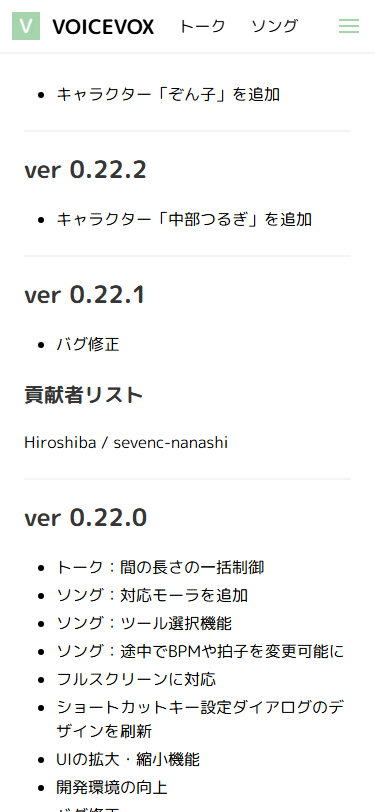 V VOICEVOX トーク ソング
キャラクター「ぞん子」を追加
ver 0.22.2
キャラクター「中部つるぎ」を追加
ver 0.22.1
バグ修正
貢献者リスト
Hiroshiba / sevenc-nanashi
ver 0.22.0
トーク：間の長さの一括制御
ソング：対応モーラを追加
ソング：ツール選択機能
ソング：途中でBPMや拍子を変更可能に
フルスクリーンに対応
ショートカットキー設定ダイアログのデ
ザインを刷新
UIの拡大・縮小機能
開発環境の向上